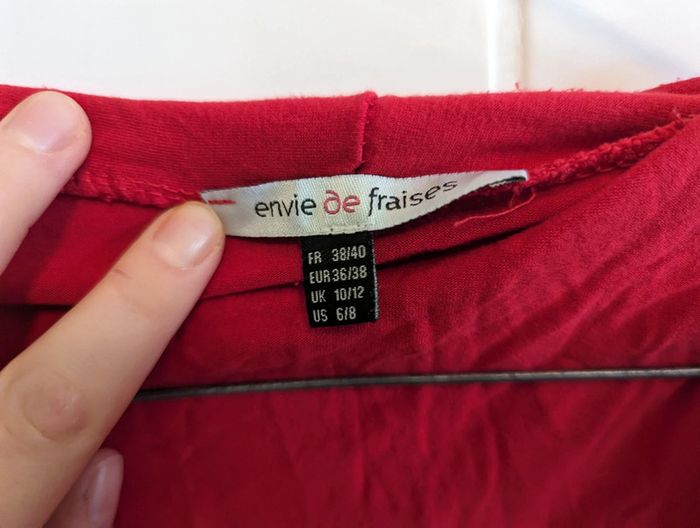 envie de fraises
FR 38/40
EUR 36/38
UK 10/12
US 6/8